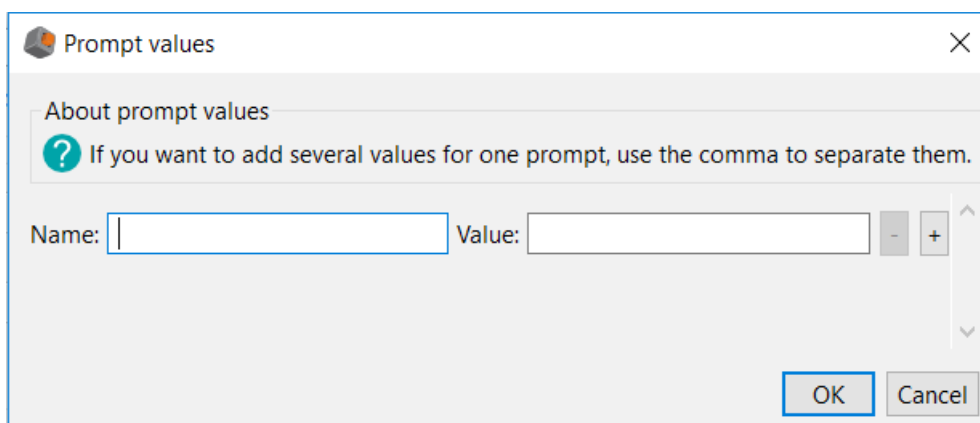 Prompt values
About prompt values
If you want to add several values for one prompt, use the comma to separate them.
Name: Value: - +
OK Cancel